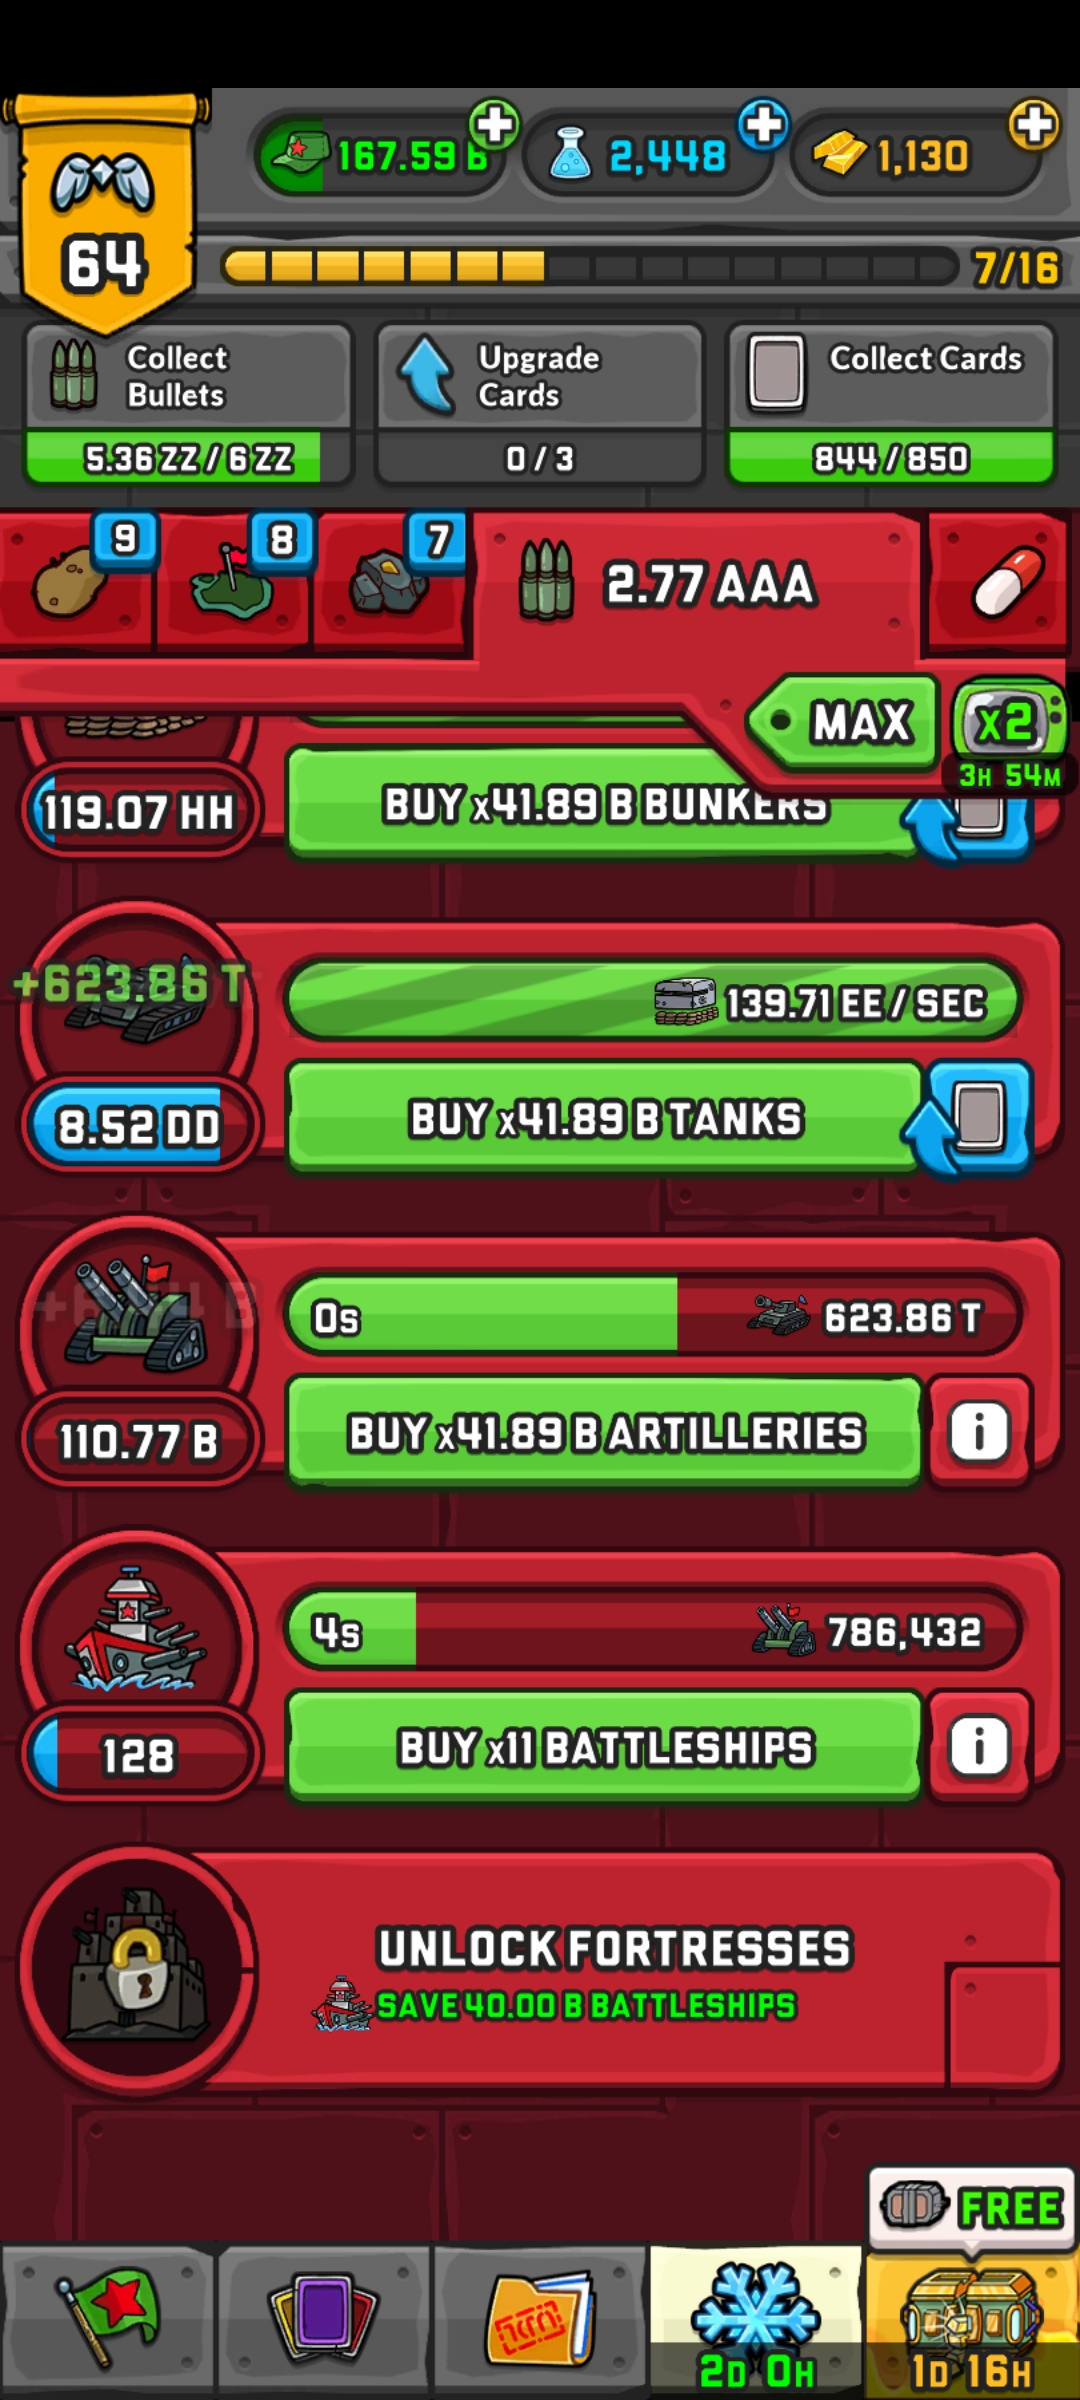 167.59 B
2,448
1,130
64
7/16
Collect
Bullets
Upgrade
Cards
Collect Cards
5.36 ZZ / 6 ZZ
0 / 3
844 / 850
9
8
7
2.77 AAA
MAX
x2
3H 54M
119.07 HH
BUY x41.89 B BUNKERS
+623.86 T
139.71 EE / SEC
8.52 DD
BUY x41.89 B TANKS
0s
623.86 T
110.77 B
BUY x41.89 B ARTILLERIES
i
4s
786,432
128
BUY x11 BATTLESHIPS
i
UNLOCK FORTRESSES
SAVE 40.00 B BATTLESHIPS
FREE
2D 0H
1D 16H